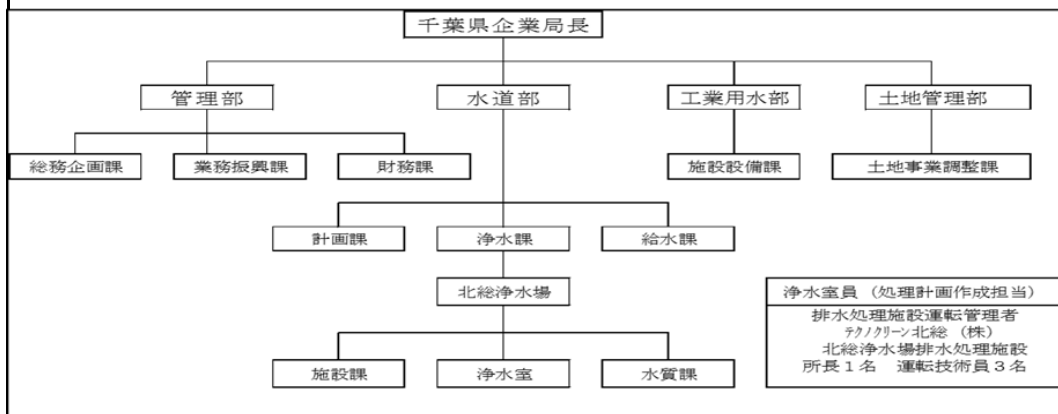 千葉県企業局長
管理部
水道部
工業用水部
土地管理部
総務企画課
業務振興課
財務課
施設設備課
土地事業調整課
計画課
浄水課
給水課
北総浄水場
施設課
浄水室
水質課
浄水室員（処理計画作成担当）
排水処理施設運転管理者
テクノクリーン北総（株）
北総浄水場排水処理施設
所長１名　運転技術員３名